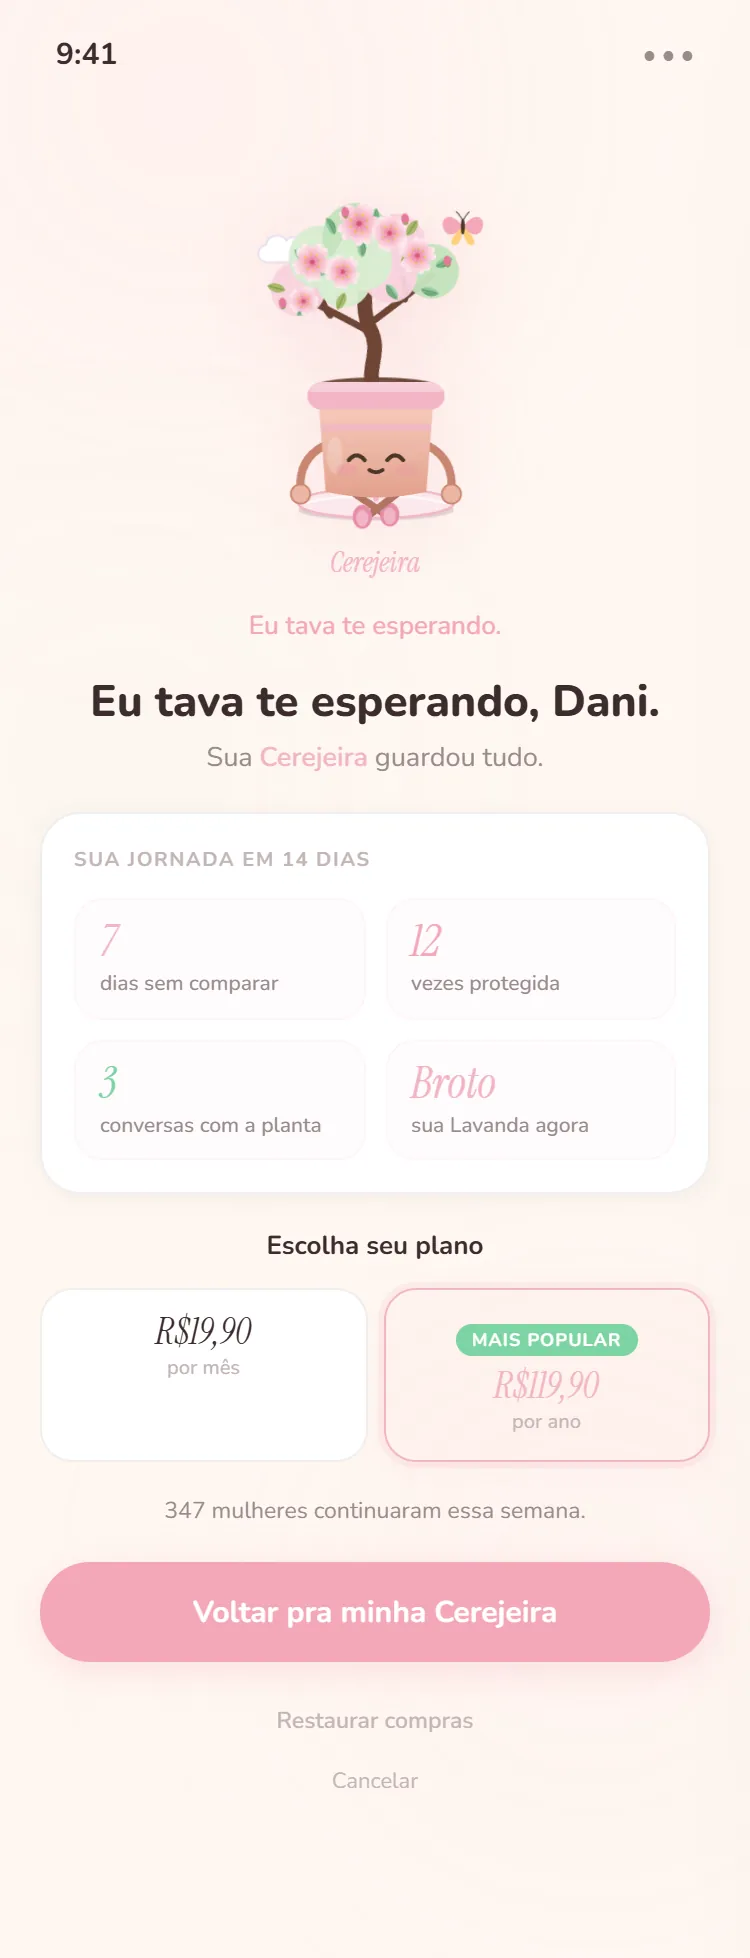 9:41
Cerejeira
Eu tava te esperando.
Eu tava te esperando, Dani.
Sua Cerejeira guardou tudo.
SUA JORNADA EM 14 DIAS
7
dias sem comparar
12
vezes protegida
3
conversas com a planta
Broto
sua Lavanda agora
Escolha seu plano
R$19,90
por mês
MAIS POPULAR
R$119,90
por ano
347 mulheres continuaram essa semana.
Voltar pra minha Cerejeira
Restaurar compras
Cancelar